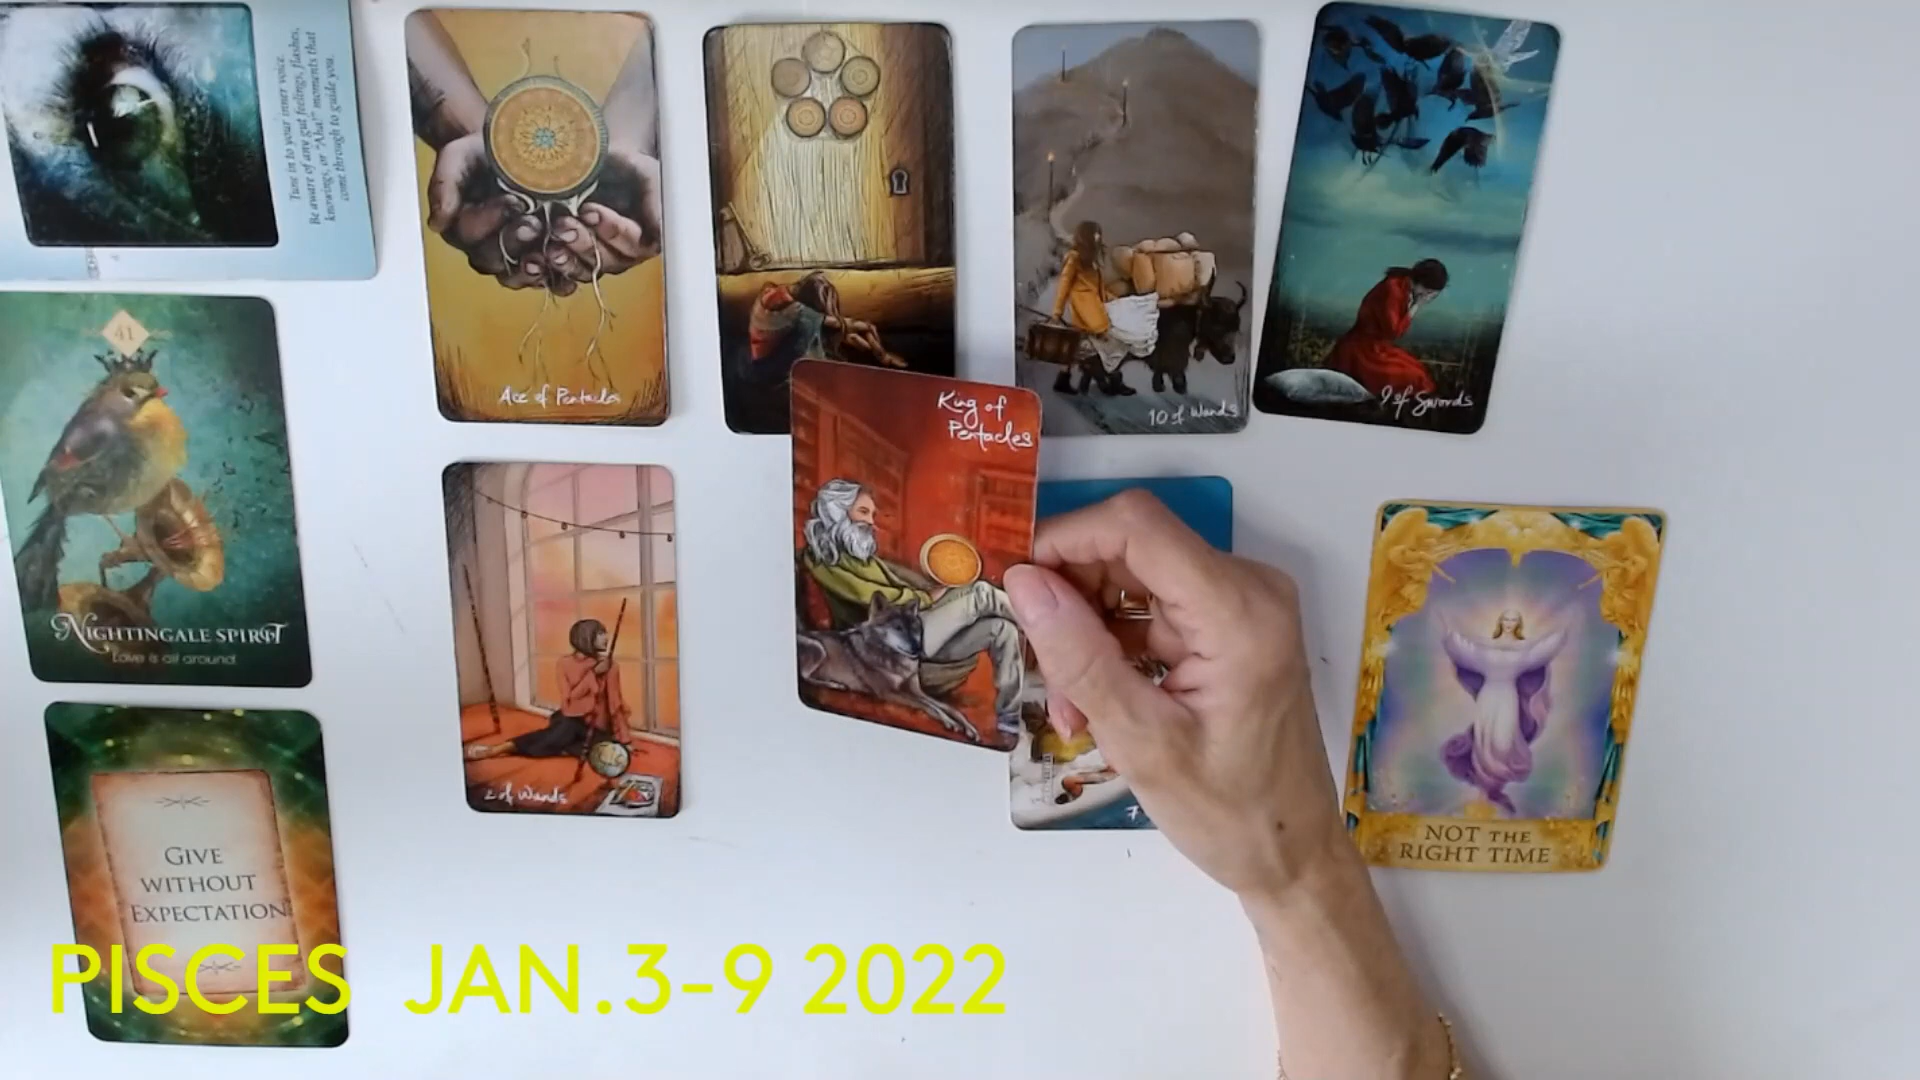 Tune in to your inner voice.
Be aware of any gut feelings, flashes,
knowings, or "Aha!" moments that
come through to guide you.
Ace of Pentacles
10 of Wands
9 of Swords
41
NIGHTINGALE SPIRIT
Love is all around
King of
Pentacles
2 of Wands
7
NOT THE
RIGHT TIME
GIVE
WITHOUT
EXPECTATION
PISCES JAN.3-9 2022